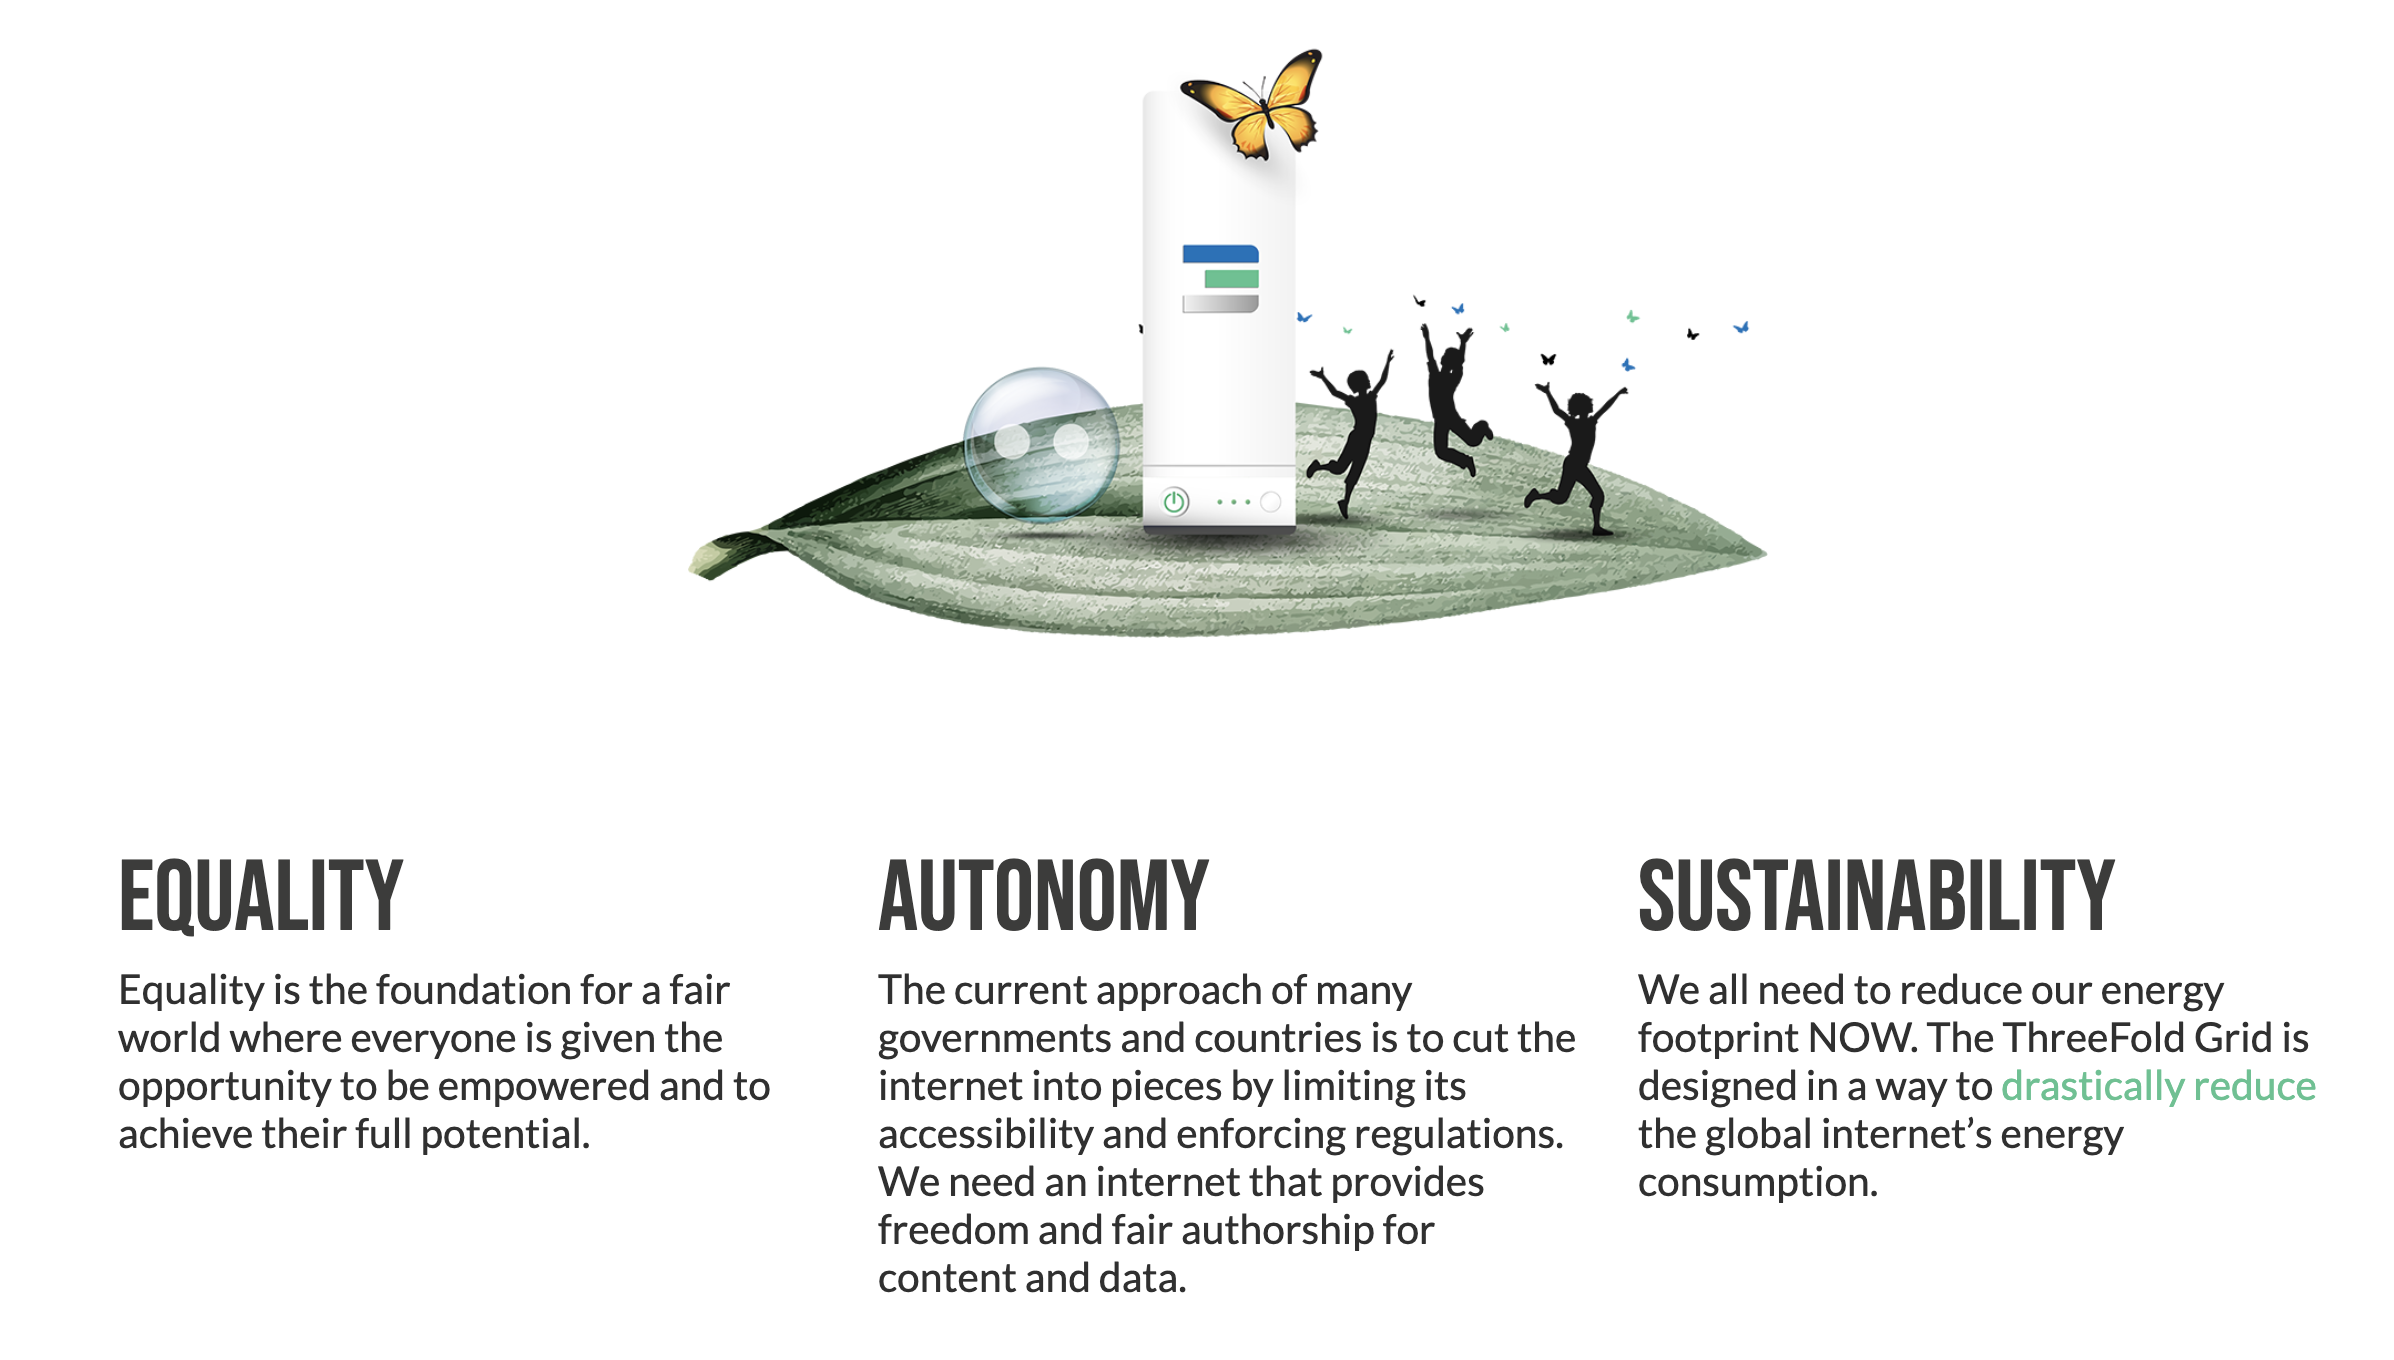 EQUALITY
Equality is the foundation for a fair
world where everyone is given the
opportunity to be empowered and to
achieve their full potential.
AUTONOMY
The current approach of many
governments and countries is to cut the
internet into pieces by limiting its
accessibility and enforcing regulations.
We need an internet that provides
freedom and fair authorship for
content and data.
SUSTAINABILITY
We all need to reduce our energy
footprint NOW. The ThreeFold Grid is
designed in a way to drastically reduce
the global internet’s energy
consumption.